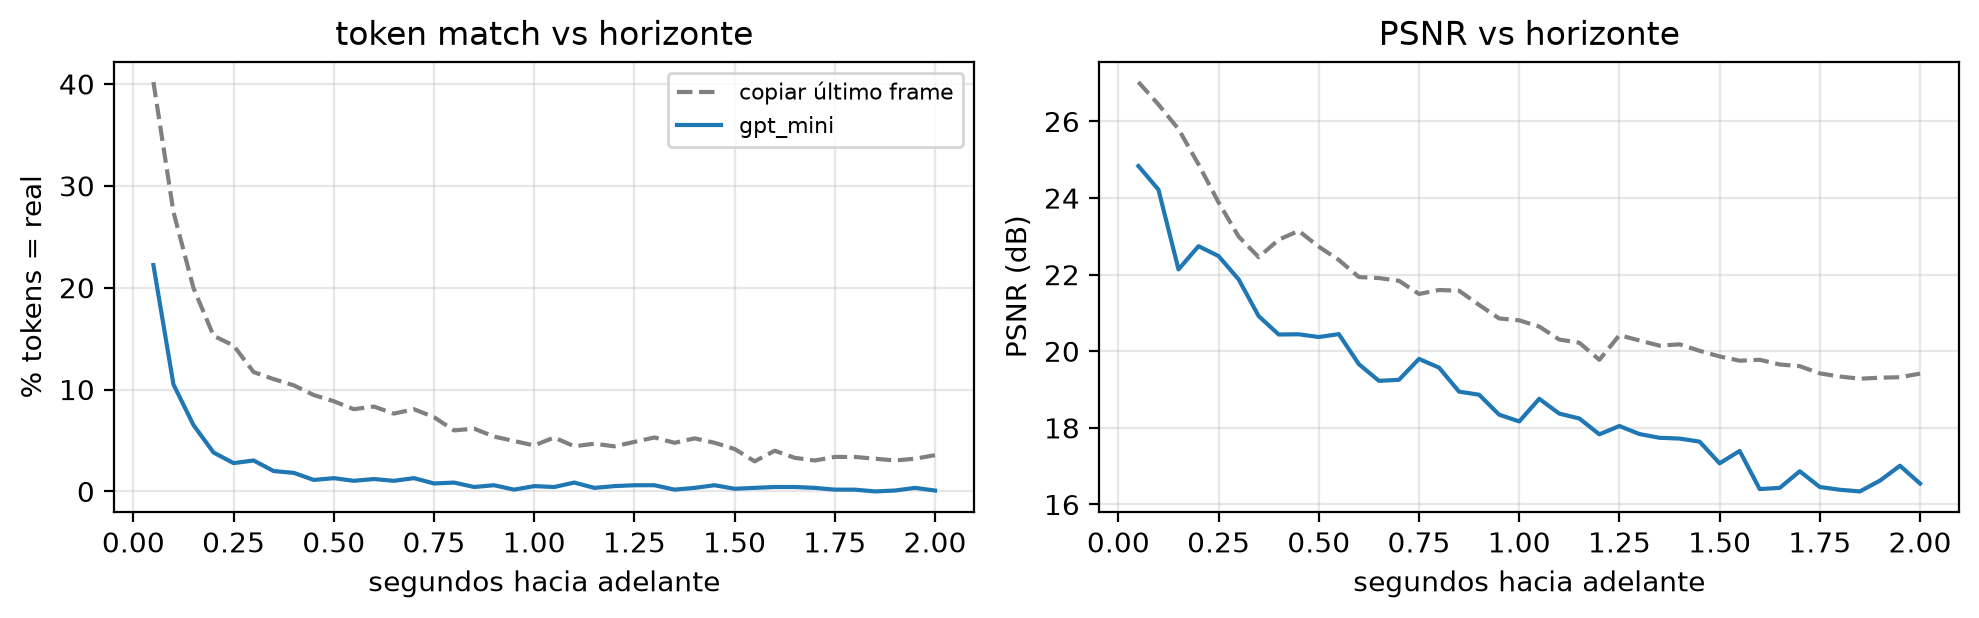 token match vs horizonte
% tokens = real
40
30
20
10
0
copiar último frame
gpt_mini
0.00 0.25 0.50 0.75 1.00 1.25 1.50 1.75 2.00
segundos hacia adelante
PSNR vs horizonte
PSNR (dB)
26
24
22
20
18
16
0.00 0.25 0.50 0.75 1.00 1.25 1.50 1.75 2.00
segundos hacia adelante